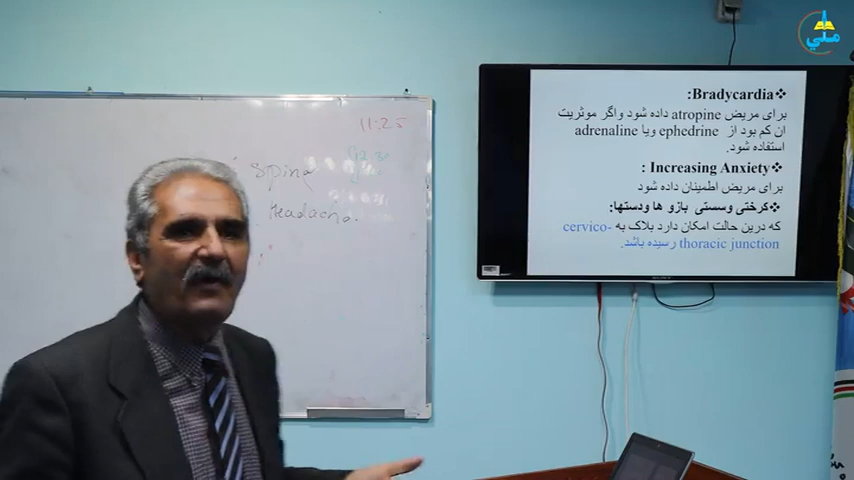 ملي
11:25
spine
Headache.
❖Bradycardia:
برای مریض atropine داده شود واگر موثریت
ان کم بود از ephedrine ویا adrenaline
استفاده شود.
❖Increasing Anxiety :
برای مریض اطمینان داده شود
❖کرختی وسستی بازو ها ودستها:
که درین حالت امکان دارد بلاک به cervico-
thoracic junction رسیده باشد.